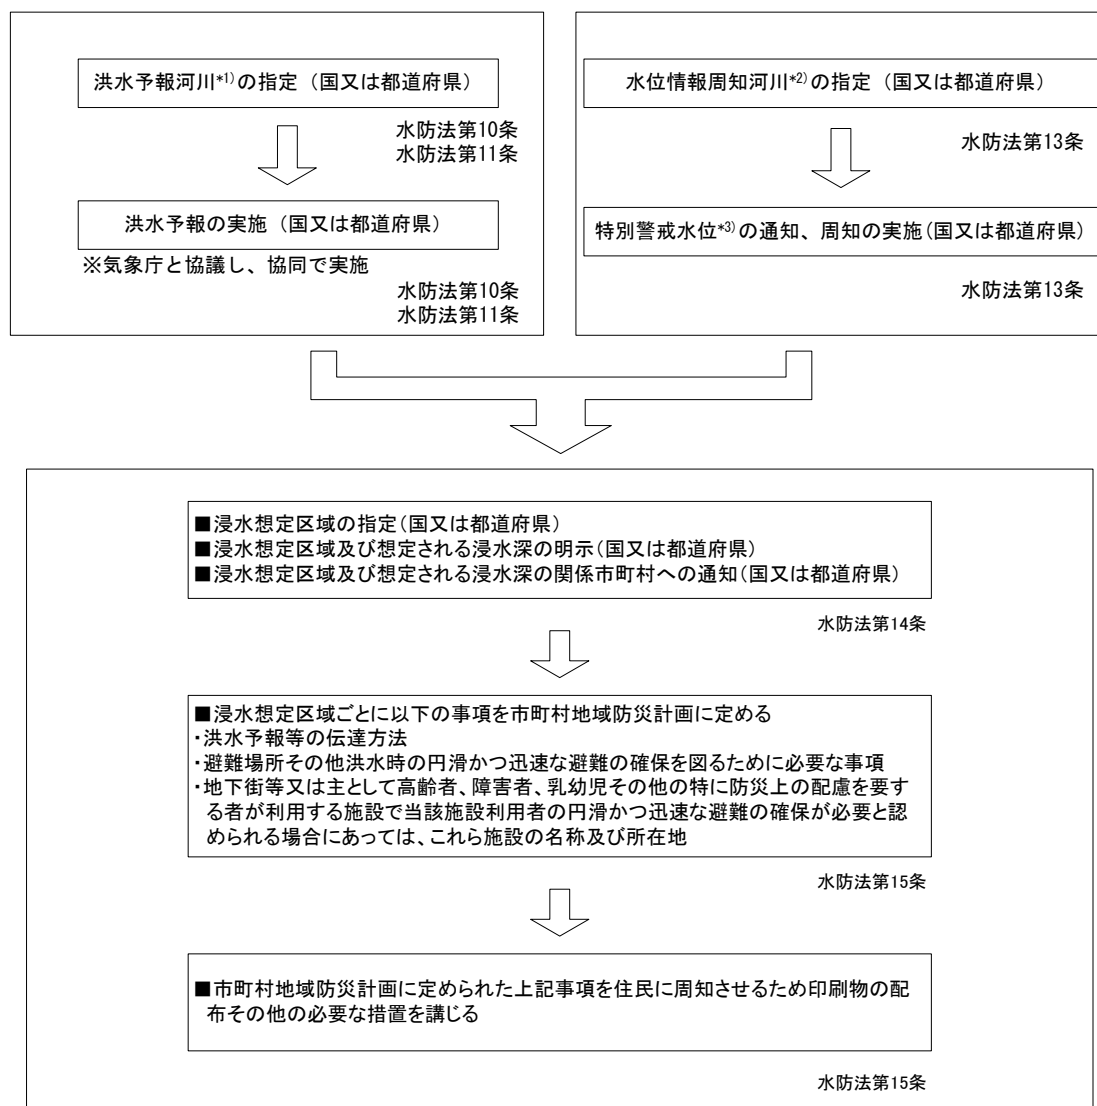 洪水予報河川*1)の指定（国又は都道府県）
水防法第10条
水防法第11条
洪水予報の実施（国又は都道府県）
※気象庁と協議し、協同で実施
水防法第10条
水防法第11条
水位情報周知河川*2)の指定（国又は都道府県）
水防法第13条
特別警戒水位*3)の通知、周知の実施（国又は都道府県）
水防法第13条
■浸水想定区域の指定（国又は都道府県）
■浸水想定区域及び想定される浸水深の明示（国又は都道府県）
■浸水想定区域及び想定される浸水深の関係市町村への通知（国又は都道府県）
水防法第14条
■浸水想定区域ごとに以下の事項を市町村地域防災計画に定める
・洪水予報等の伝達方法
・避難場所その他洪水時の円滑かつ迅速な避難の確保を図るために必要な事項
・地下街等又は主として高齢者、障害者、乳幼児その他の特に防災上の配慮を要す
る者が利用する施設で当該施設利用者の円滑かつ迅速な避難の確保が必要と認
められる場合にあっては、これら施設の名称及び所在地
水防法第15条
■市町村地域防災計画に定められた上記事項を住民に周知させるため印刷物の配
布その他の必要な措置を講じる
水防法第15条